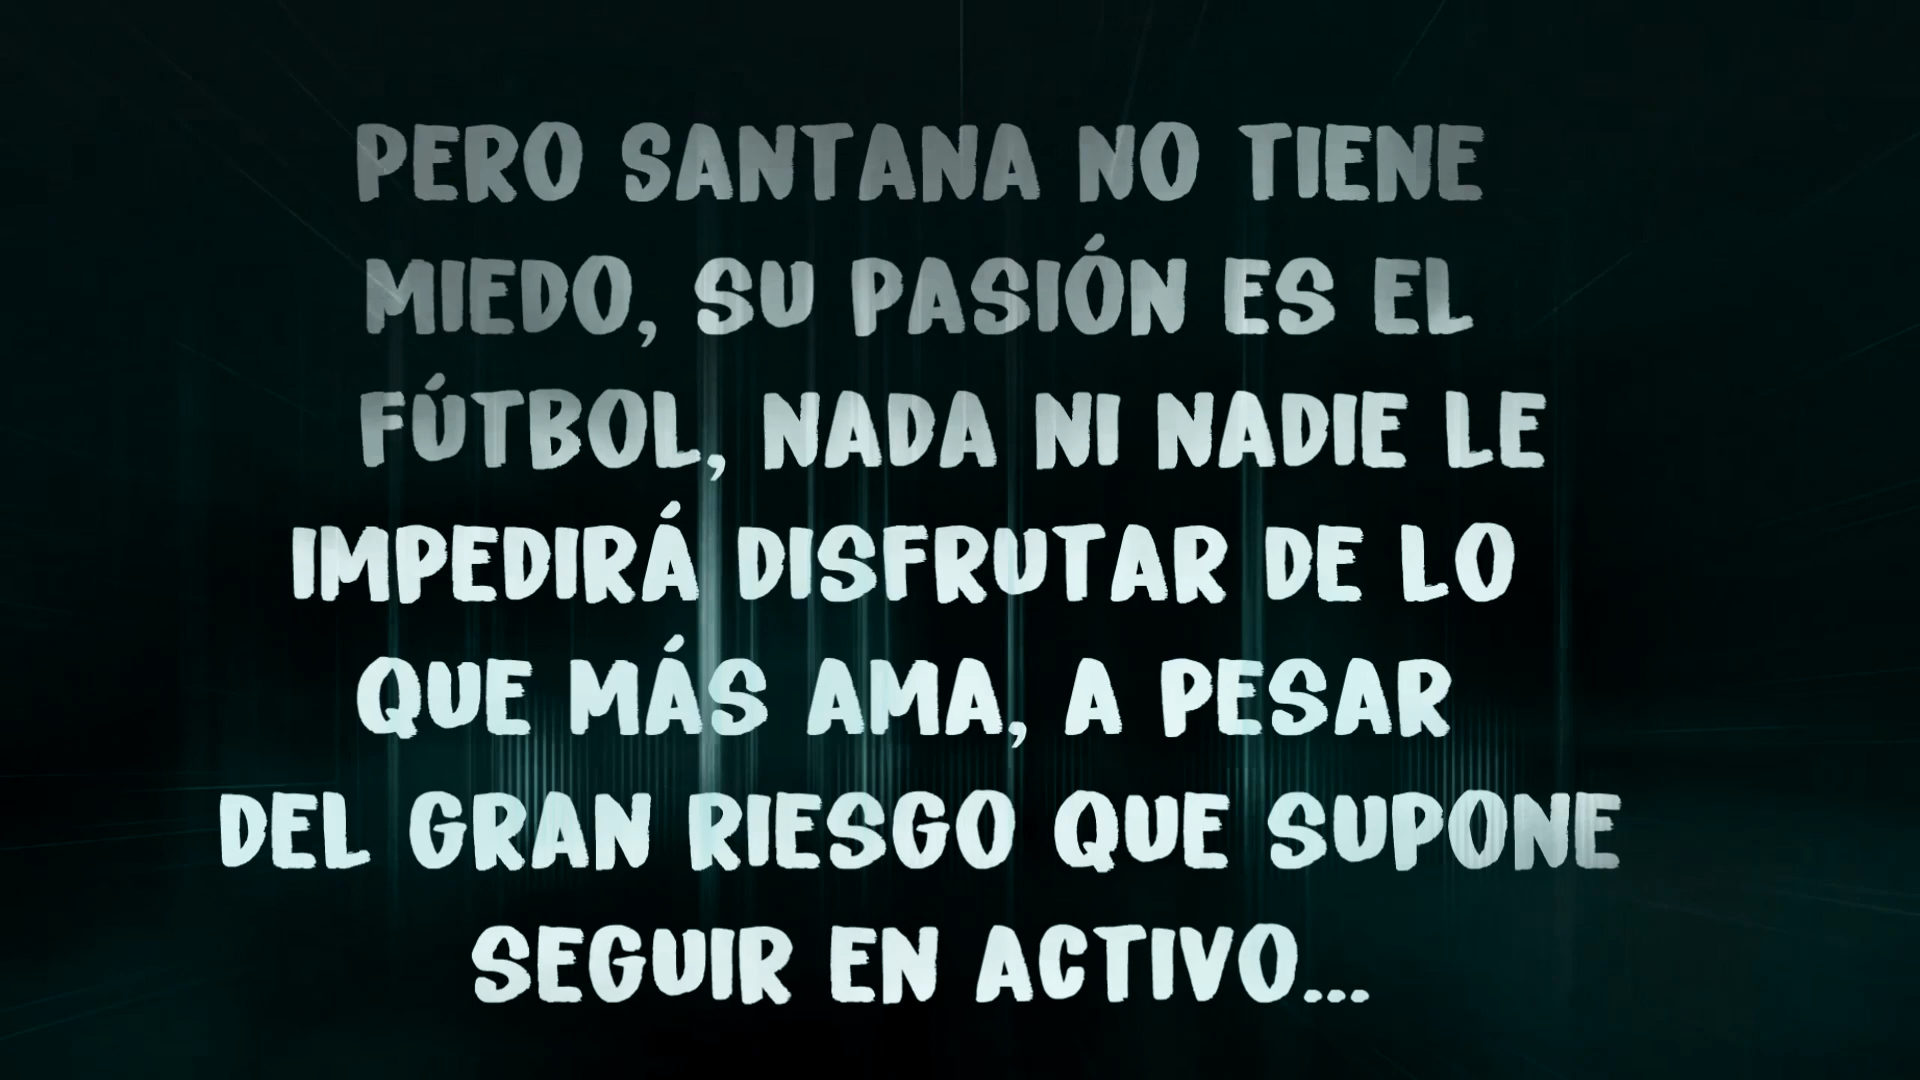 PERO SANTANA NO TIENE
MIEDO, SU PASIÓN ES EL
FÚTBOL, NADA NI NADIE LE
IMPEDIRÁ DISFRUTAR DE LO
QUE MÁS AMA, A PESAR
DEL GRAN RIESGO QUE SUPONE
SEGUIR EN ACTIVO...